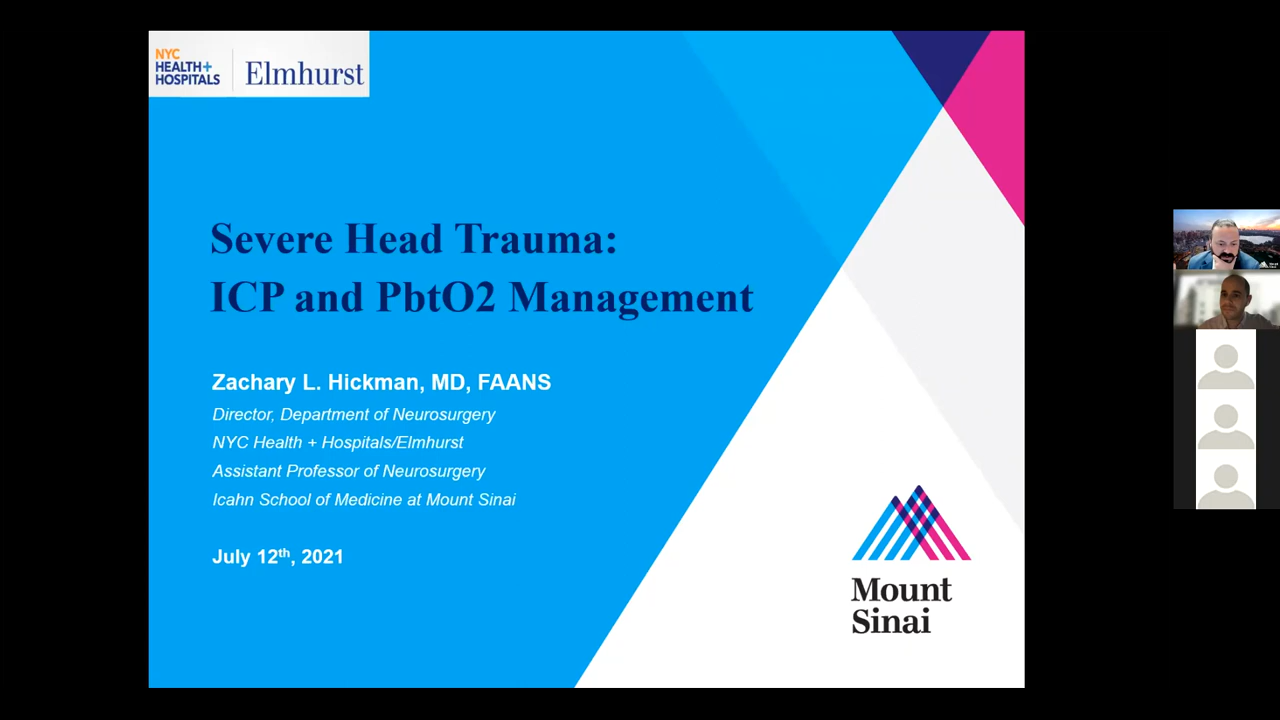 NYC
HEALTH+
HOSPITALS
Elmhurst
Severe Head Trauma:
ICP and PbtO2 Management
Zachary L. Hickman, MD, FAANS
Director, Department of Neurosurgery
NYC Health + Hospitals/Elmhurst
Assistant Professor of Neurosurgery
Icahn School of Medicine at Mount Sinai
July 12th, 2021
Mount
Sinai